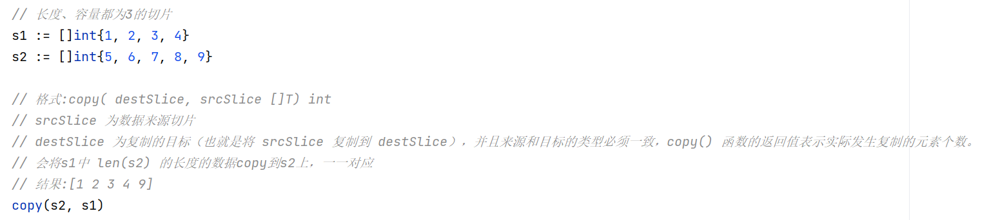 // 长度、容量都为3的切片
s1 := []int{1, 2, 3, 4}
s2 := []int{5, 6, 7, 8, 9}
// 格式:copy( destSlice, srcSlice []T) int
// srcSlice 为数据来源切片
// destSlice 为复制的目标（也就是将 srcSlice 复制到 destSlice），并且来源和目标的类型必须一致，copy() 函数的返回值表示实际发生复制的元素个数。
// 会将s1中 len(s2) 的长度的数据copy到s2上，一一对应
// 结果:[1 2 3 4 9]
copy(s2, s1)